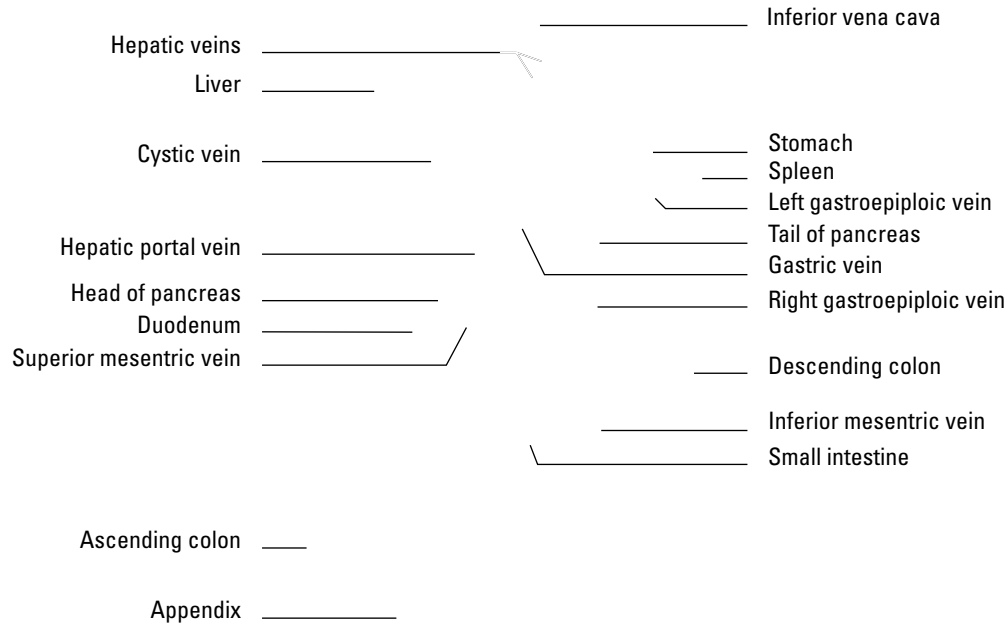 Inferior vena cava
Hepatic veins
Liver
Cystic vein
Stomach
Spleen
Left gastroepiploic vein
Tail of pancreas
Hepatic portal vein
Gastric vein
Head of pancreas
Right gastroepiploic vein
Duodenum
Superior mesentric vein
Descending colon
Inferior mesentric vein
Small intestine
Ascending colon
Appendix